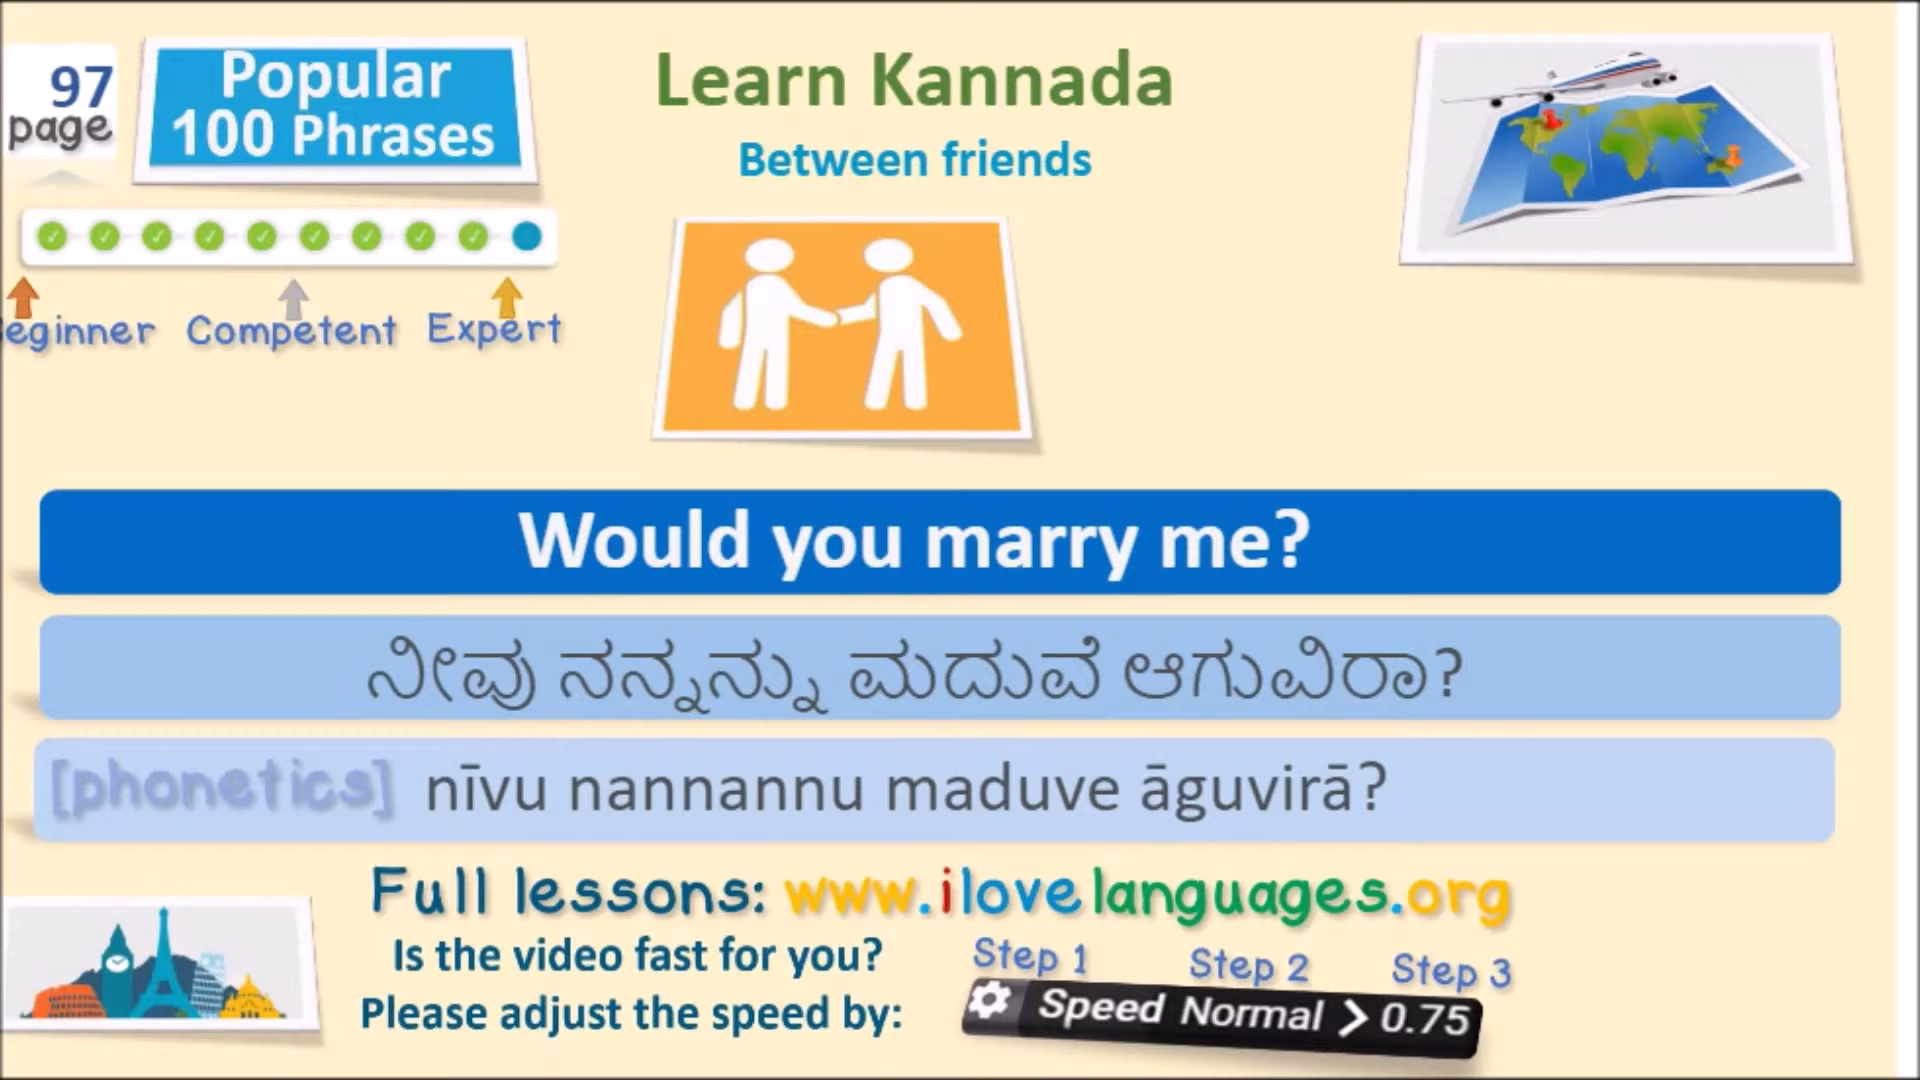 97
page
Popular
100 Phrases
Learn Kannada
Between friends
eginner Competent Expert
Would you marry me?
ನೀವು ನನ್ನನ್ನು ಮದುವೆ ಆಗುವಿರಾ?
[phonetics] nīvu nannannu maduve āguvirā?
Full lessons: www.ilovelanguages.org
Is the video fast for you?
Please adjust the speed by:
Step 1 Step 2 Step 3
Speed Normal > 0.75